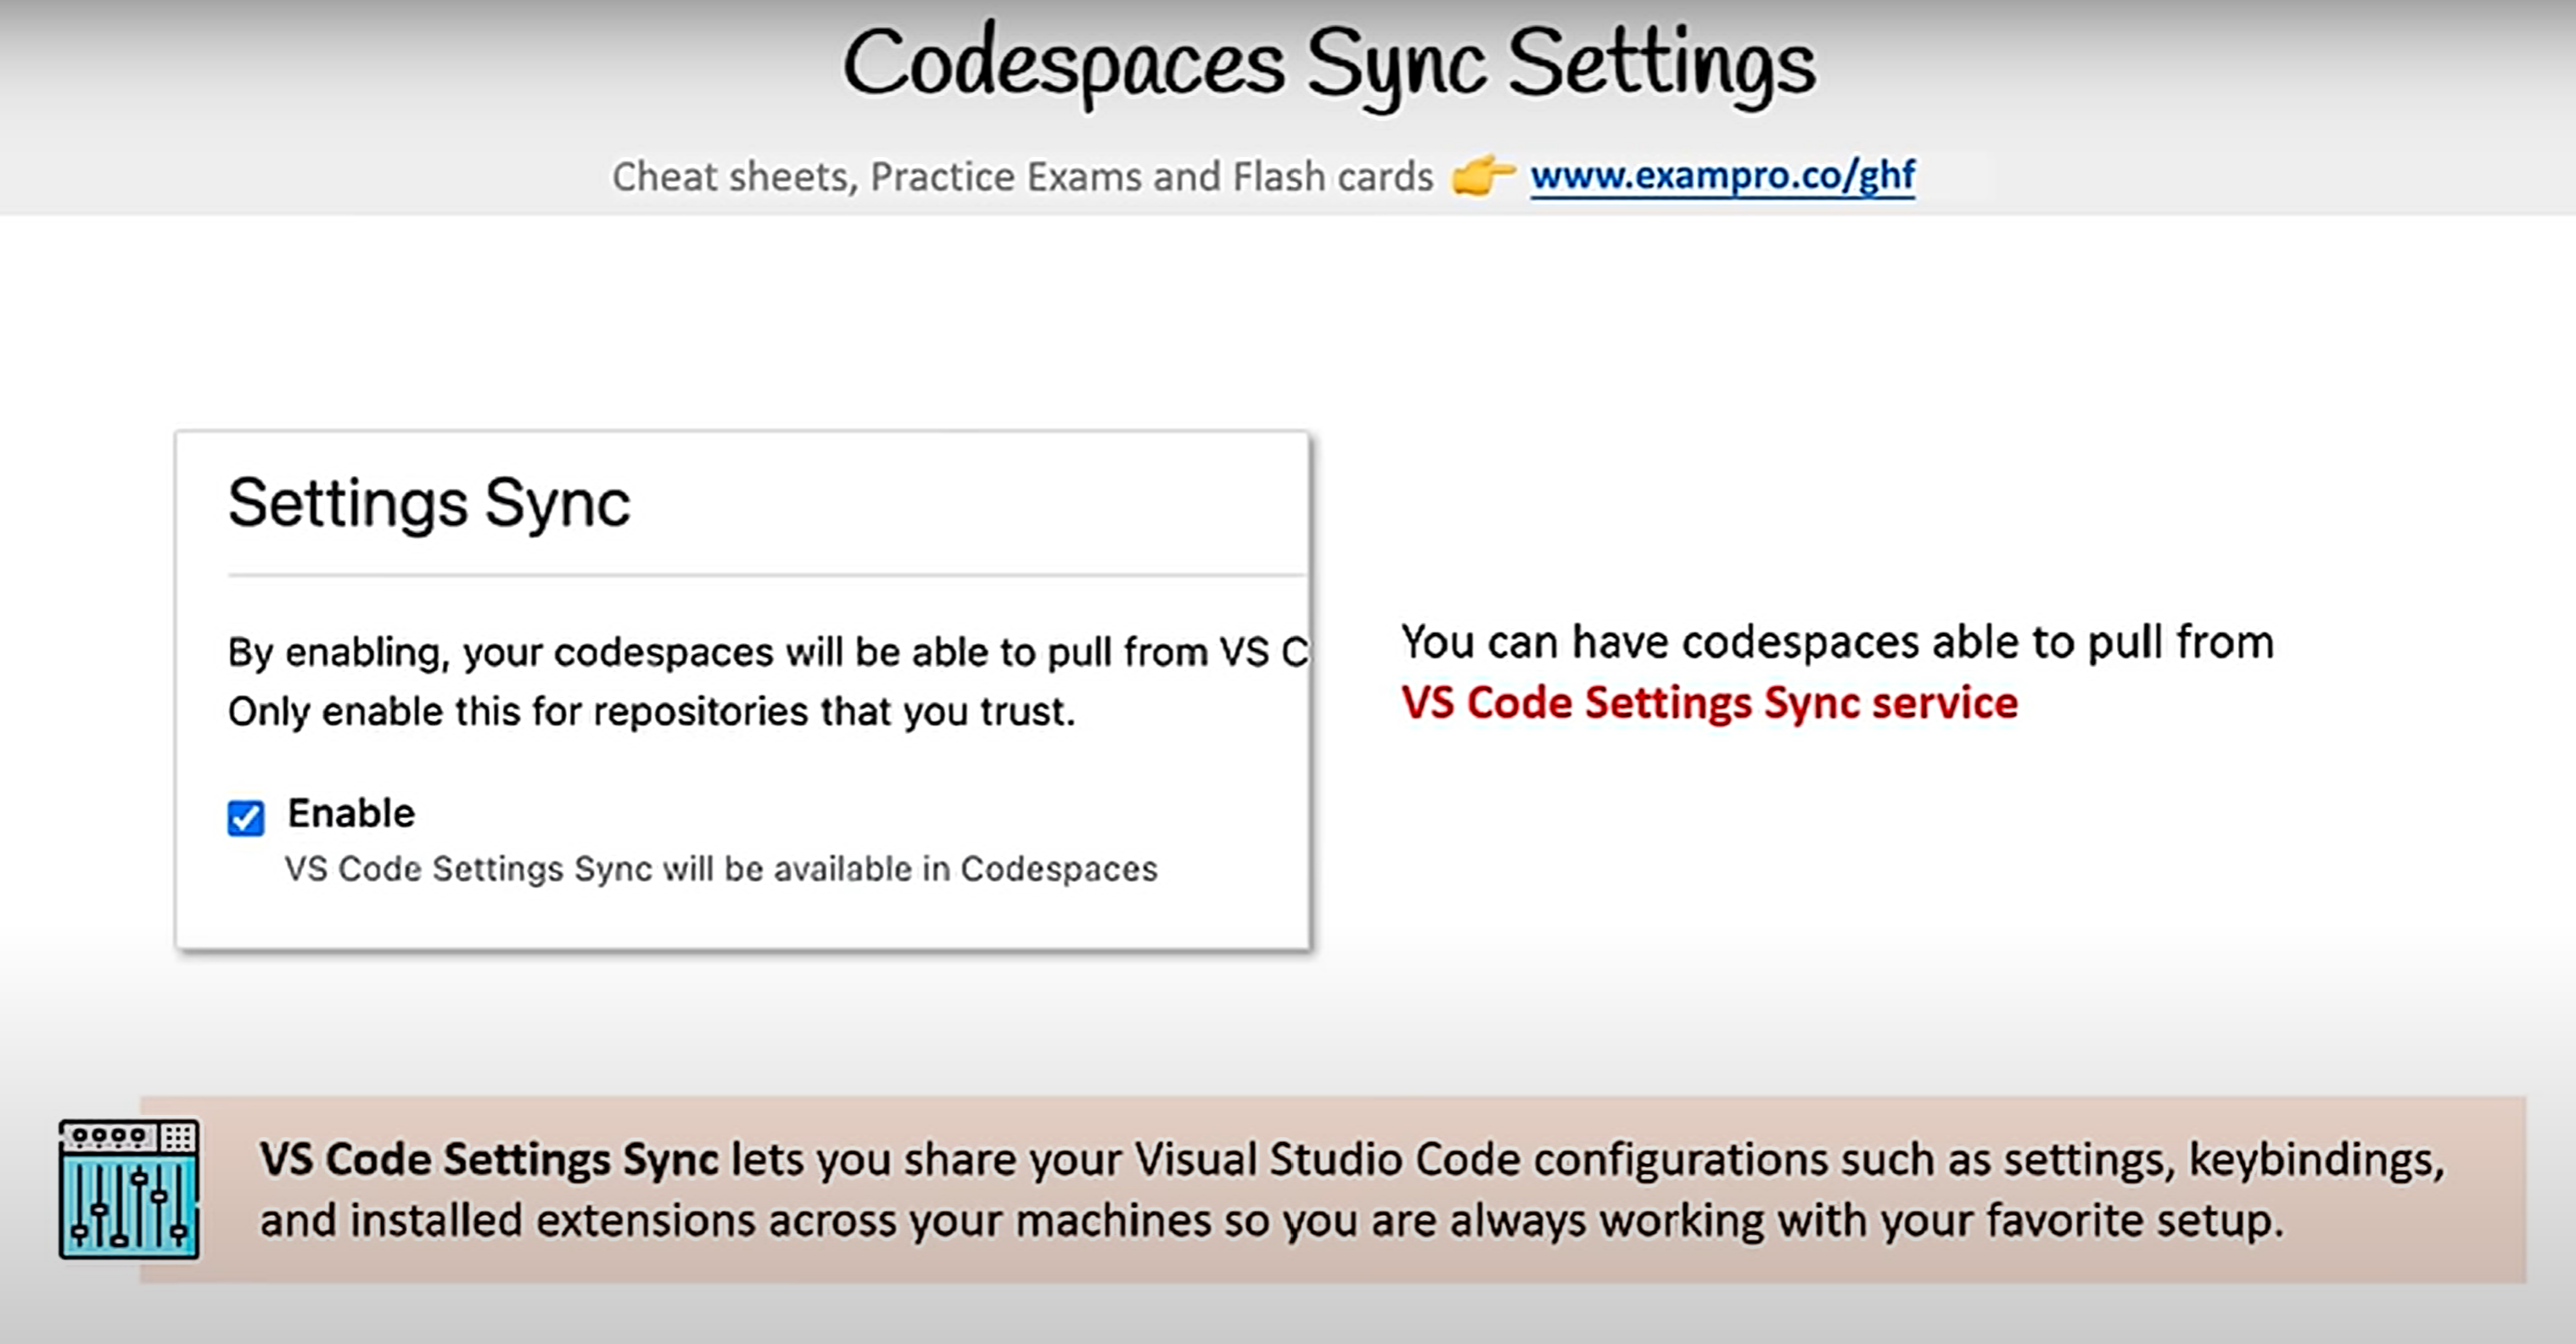 Codespaces Sync Settings
Cheat sheets, Practice Exams and Flash cards 👉 www.exampro.co/ghf
Settings Sync
By enabling, your codespaces will be able to pull from VS C
Only enable this for repositories that you trust.
Enable
VS Code Settings Sync will be available in Codespaces
You can have codespaces able to pull from
VS Code Settings Sync service
VS Code Settings Sync lets you share your Visual Studio Code configurations such as settings, keybindings,
and installed extensions across your machines so you are always working with your favorite setup.